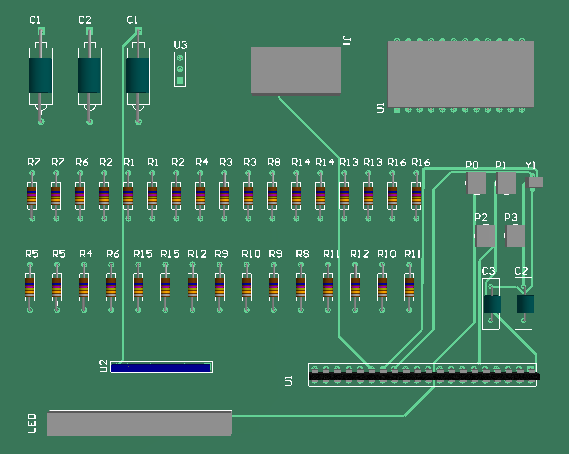 C1 C2 C1
U3
J1
U1
R7 R7 R6 R2 R1 R1 R2 R4 R3 R3 R8 R14 R14 R13 R13 R16 R16
P0 P1 Y1
P2 P3
R5 R5 R4 R6 R15 R15 R12 R9 R10 R9 R8 R11 R12 R10 R11
C3 C2
U2
U1
LED